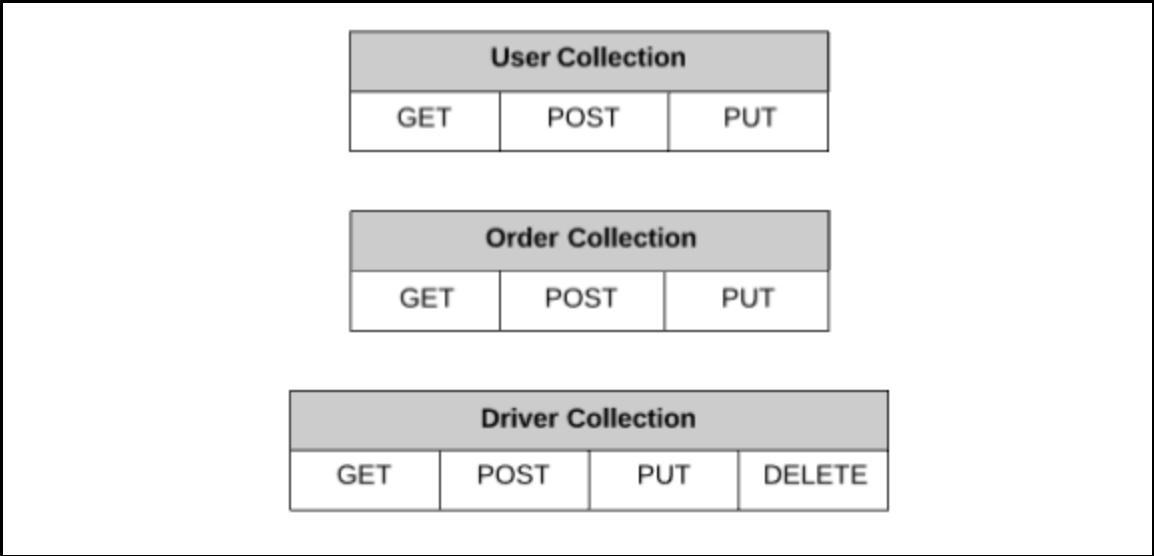 User Collection
GET POST PUT
Order Collection
GET POST PUT
Driver Collection
GET POST PUT DELETE